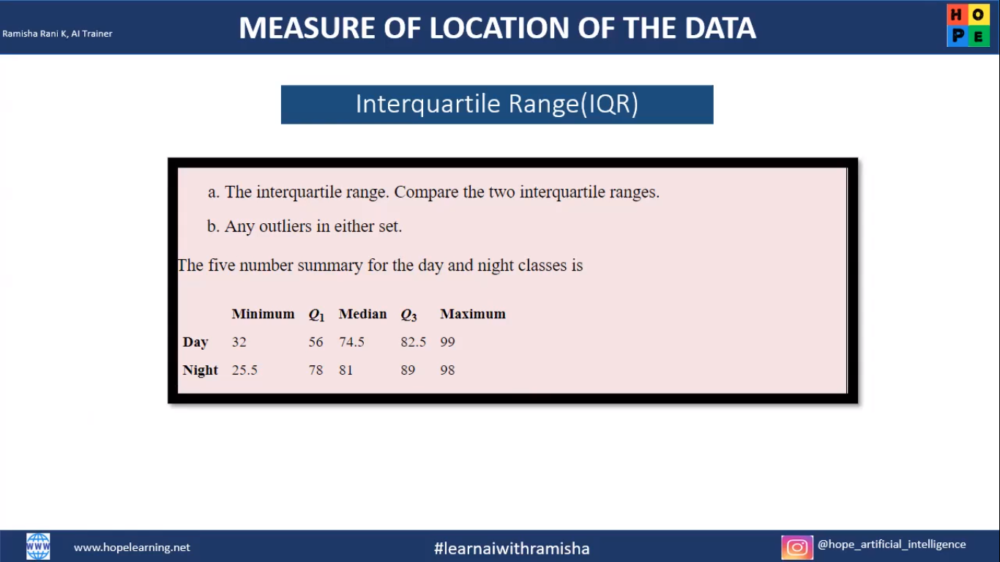 Ramisha Rani K, AI Trainer
MEASURE OF LOCATION OF THE DATA
H O
P E
Interquartile Range(IQR)
a. The interquartile range. Compare the two interquartile ranges.
b. Any outliers in either set.
The five number summary for the day and night classes is
Minimum Q1 Median Q3 Maximum
Day 32 56 74.5 82.5 99
Night 25.5 78 81 89 98
WWW
www.hopelearning.net
#learnaiwithramisha
@hope_artificial_intelligence